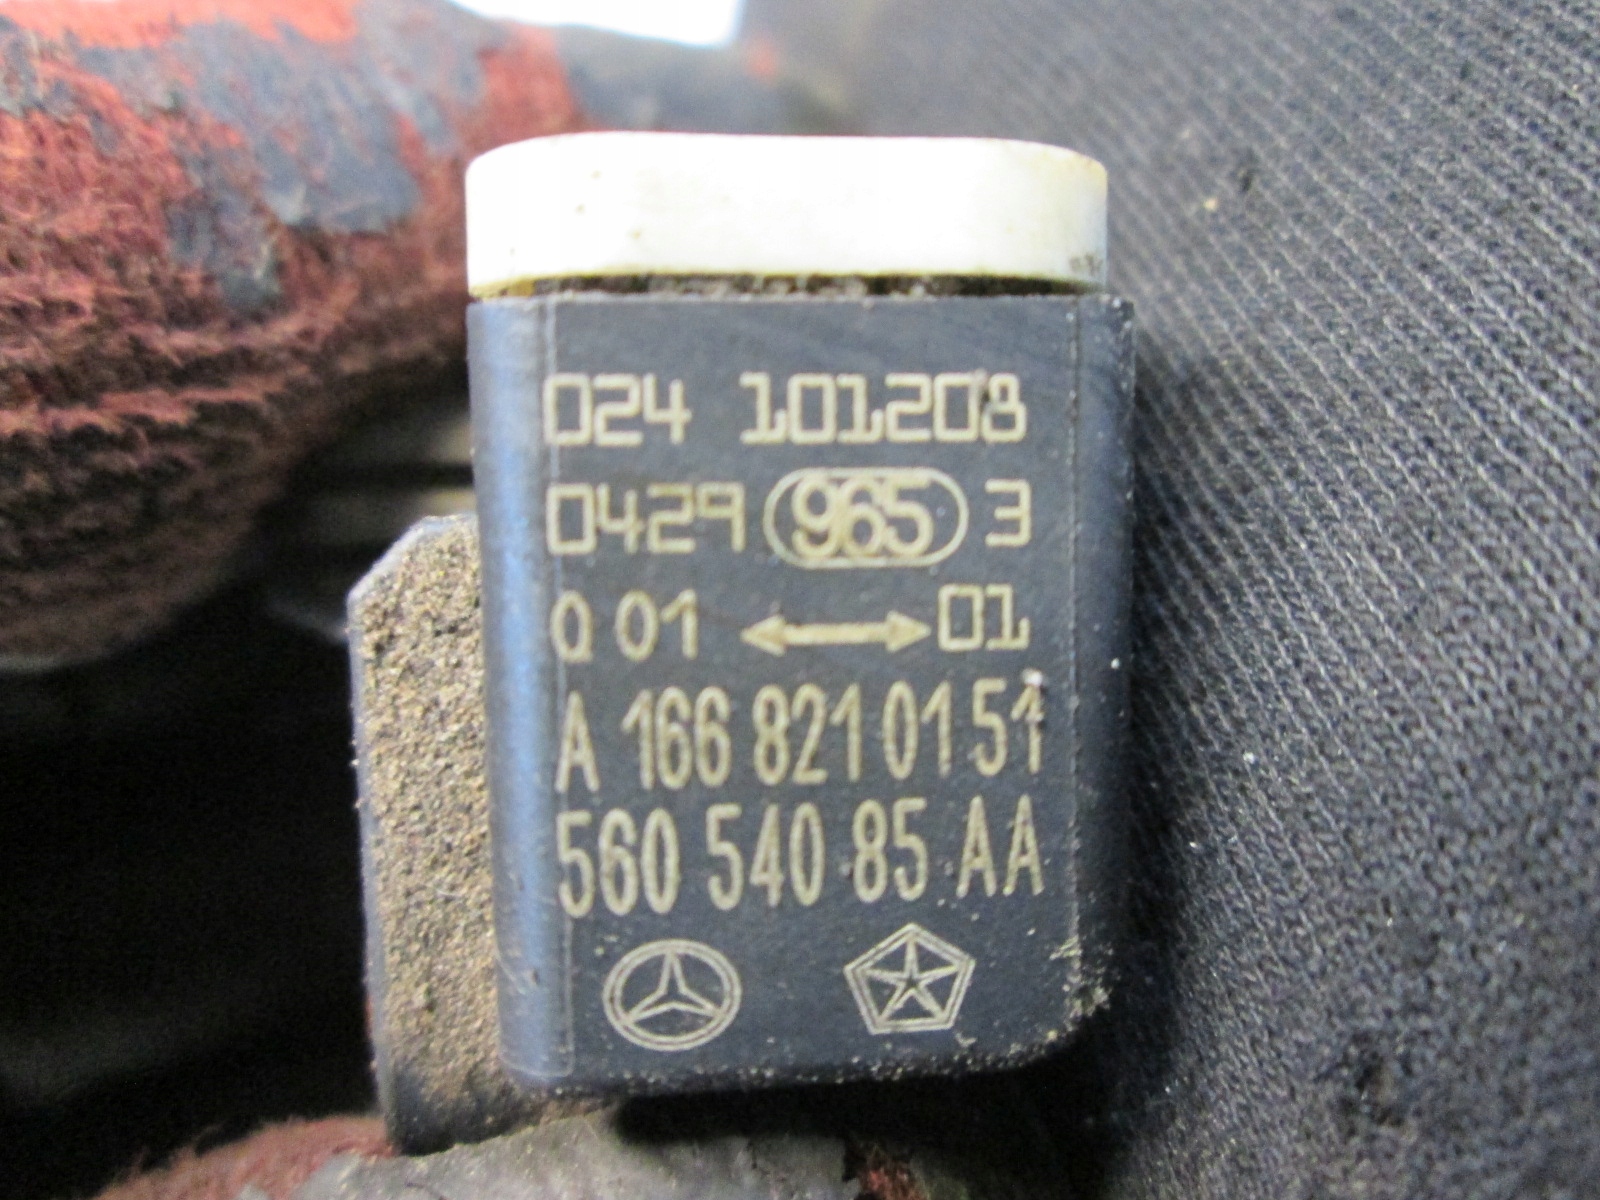 024 101208
0429 965 3
Q 01 ↔ 01
A 166 821 01 51
560 540 85 AA